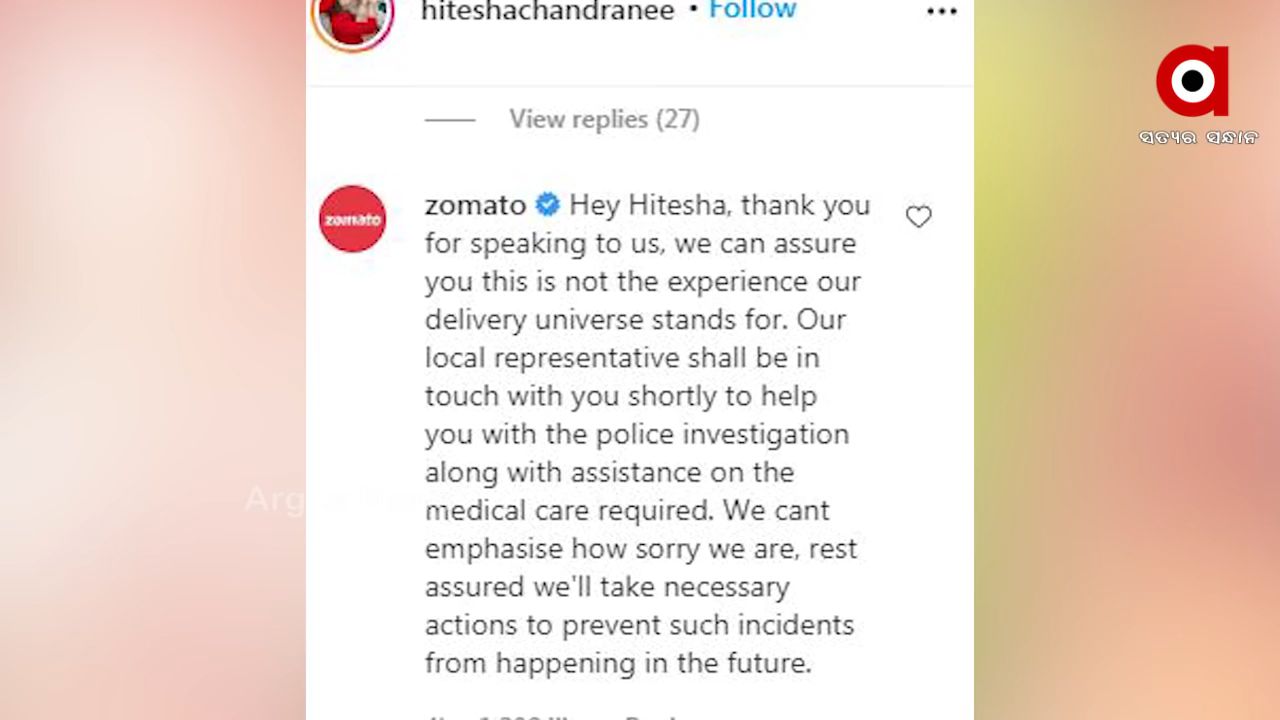 hiteshachandranee • Follow
ସତ୍ୟର ସନ୍ଧାନ
View replies (27)
zomato
zomato Hey Hitesha, thank you
for speaking to us, we can assure
you this is not the experience our
delivery universe stands for. Our
local representative shall be in
touch with you shortly to help
you with the police investigation
along with assistance on the
medical care required. We cant
emphasise how sorry we are, rest
assured we'll take necessary
actions to prevent such incidents
from happening in the future.